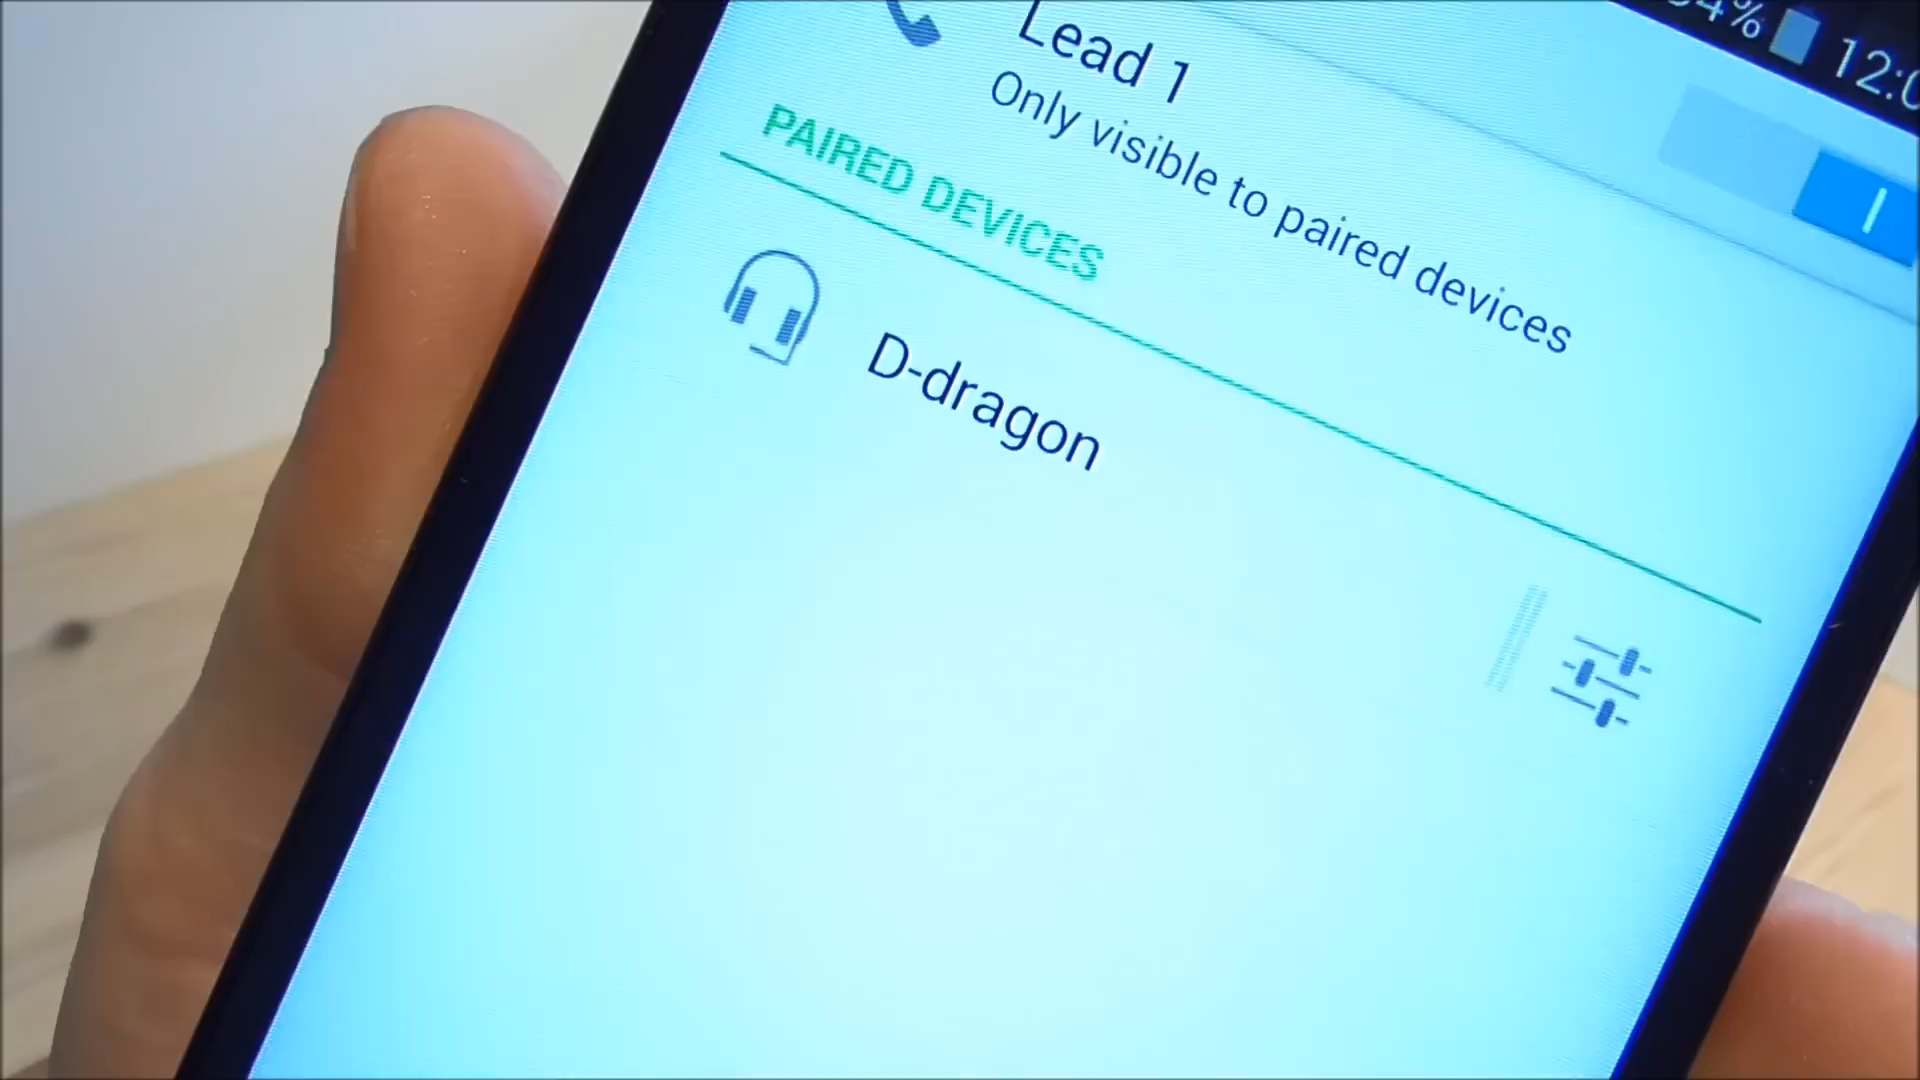 Lead 1
Only visible to paired devices
PAIRED DEVICES
D-dragon